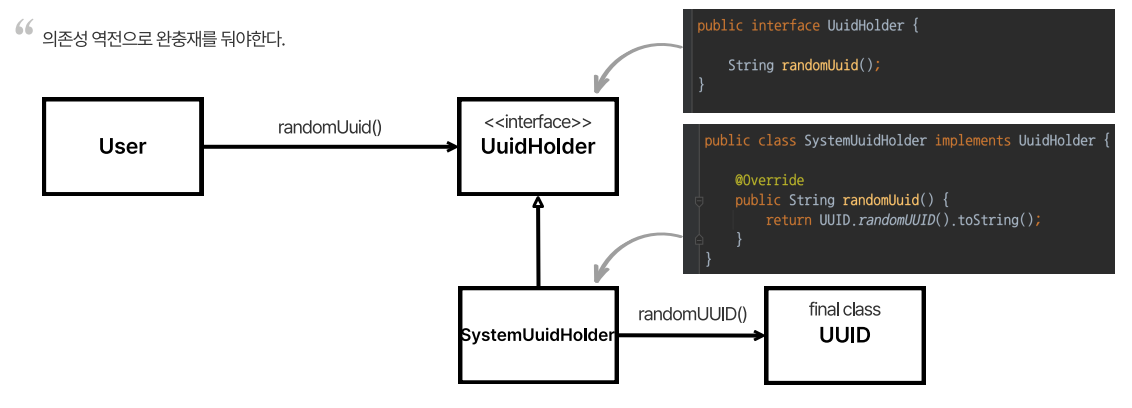 “ 의존성 역전으로 완충재를 둬야한다.
public interface UuidHolder {
String randomUuid();
}
User
randomUuid()
<<interface>>
UuidHolder
public class SystemUuidHolder implements UuidHolder {
@Override
public String randomUuid() {
return UUID.randomUUID().toString();
}
}
SystemUuidHolder
randomUUID()
final class
UUID